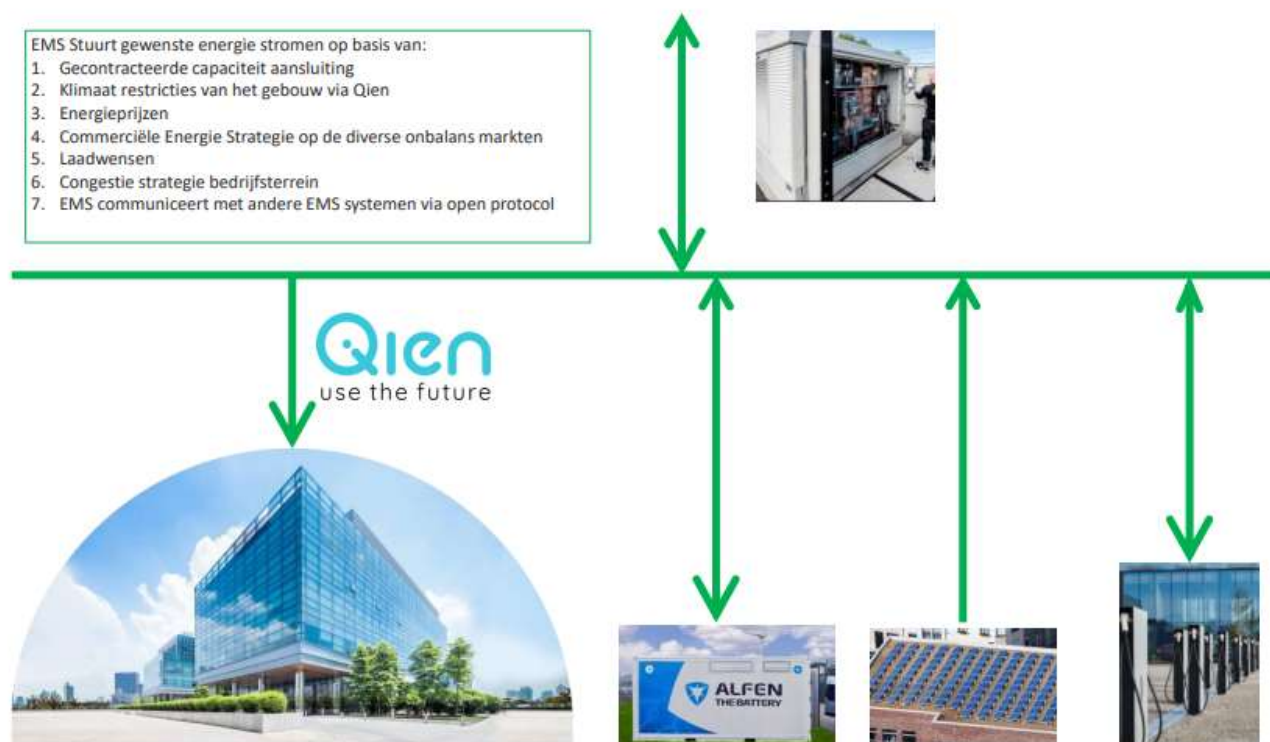 EMS Stuurt gewenste energie stromen op basis van:
1. Gecontracteerde capaciteit aansluiting
2. Klimaat restricties van het gebouw via Qien
3. Energieprijzen
4. Commerciële Energie Strategie op de diverse onbalans markten
5. Laadwensen
6. Congestie strategie bedrijfsterrein
7. EMS communiceert met andere EMS systemen via open protocol
Qien
use the future
ALFEN
THE BATTERY